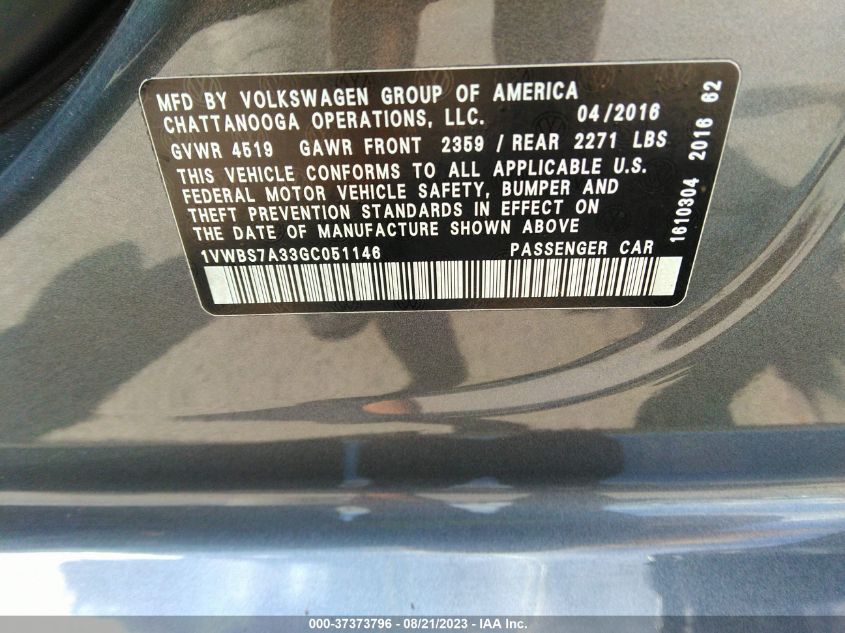 MFD BY VOLKSWAGEN GROUP OF AMERICA
CHATTANOOGA OPERATIONS, LLC. 04/2016
GVWR 4519 GAWR FRONT 2359 / REAR 2271 LBS
THIS VEHICLE CONFORMS TO ALL APPLICABLE U.S.
FEDERAL MOTOR VEHICLE SAFETY, BUMPER AND
THEFT PREVENTION STANDARDS IN EFFECT ON
THE DATE OF MANUFACTURE SHOWN ABOVE
1VWBS7A33GC051146 PASSENGER CAR
1610304 2016 62
000-37373796 - 08/21/2023 - IAA Inc.